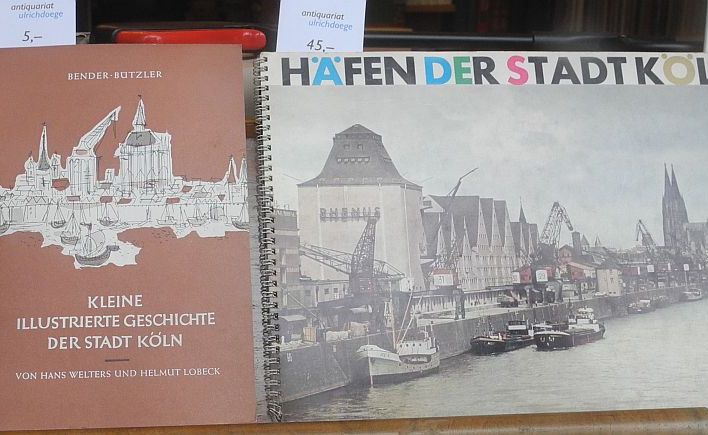 antiquariat
ulrichdoege
5,–
antiquariat
ulrichdoege
45,–
BENDER-BÜTZLER
KLEINE
ILLUSTRIERTE GESCHICHTE
DER STADT KÖLN
VON HANS WELTERS UND HELMUT LOBECK
HÄFEN DER STADT KÖL
RHENUS